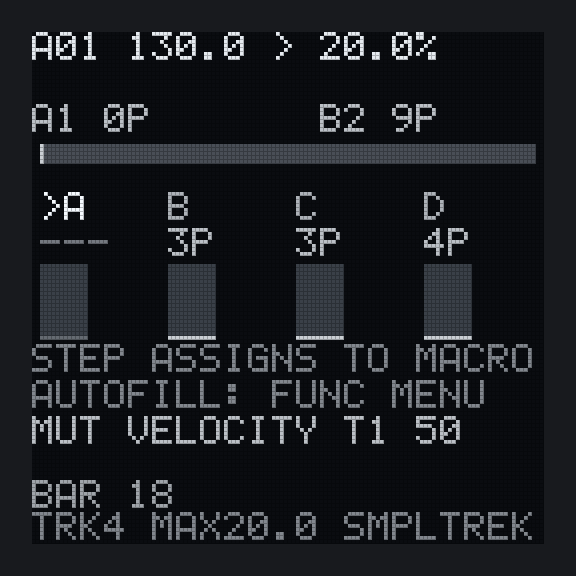 A01 130.0 > 20.0%
A1 0P B2 9P
>A B C D
--- 3P 3P 4P
STEP ASSIGNS TO MACRO
AUTOFILL: FUNC MENU
MUT VELOCITY T1 50
BAR 18
TRK4 MAX20.0 SMPLTREK